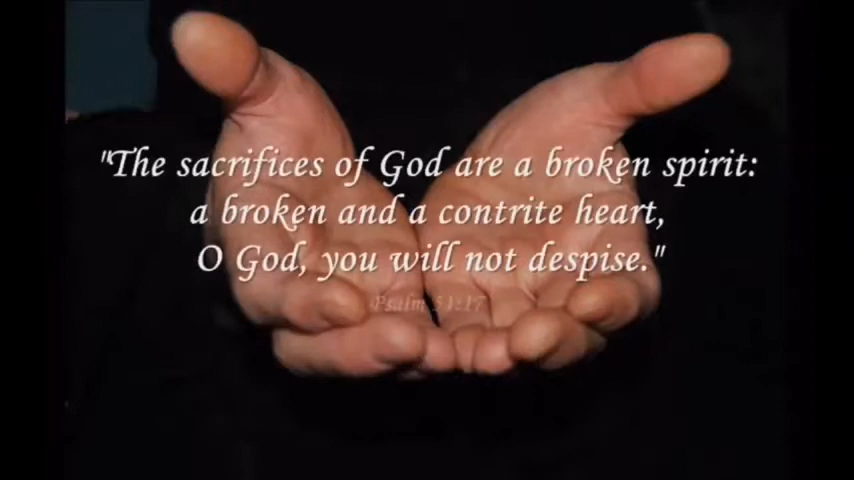 "The sacrifices of God are a broken spirit:
a broken and a contrite heart,
O God, you will not despise."
Psalm 51:17